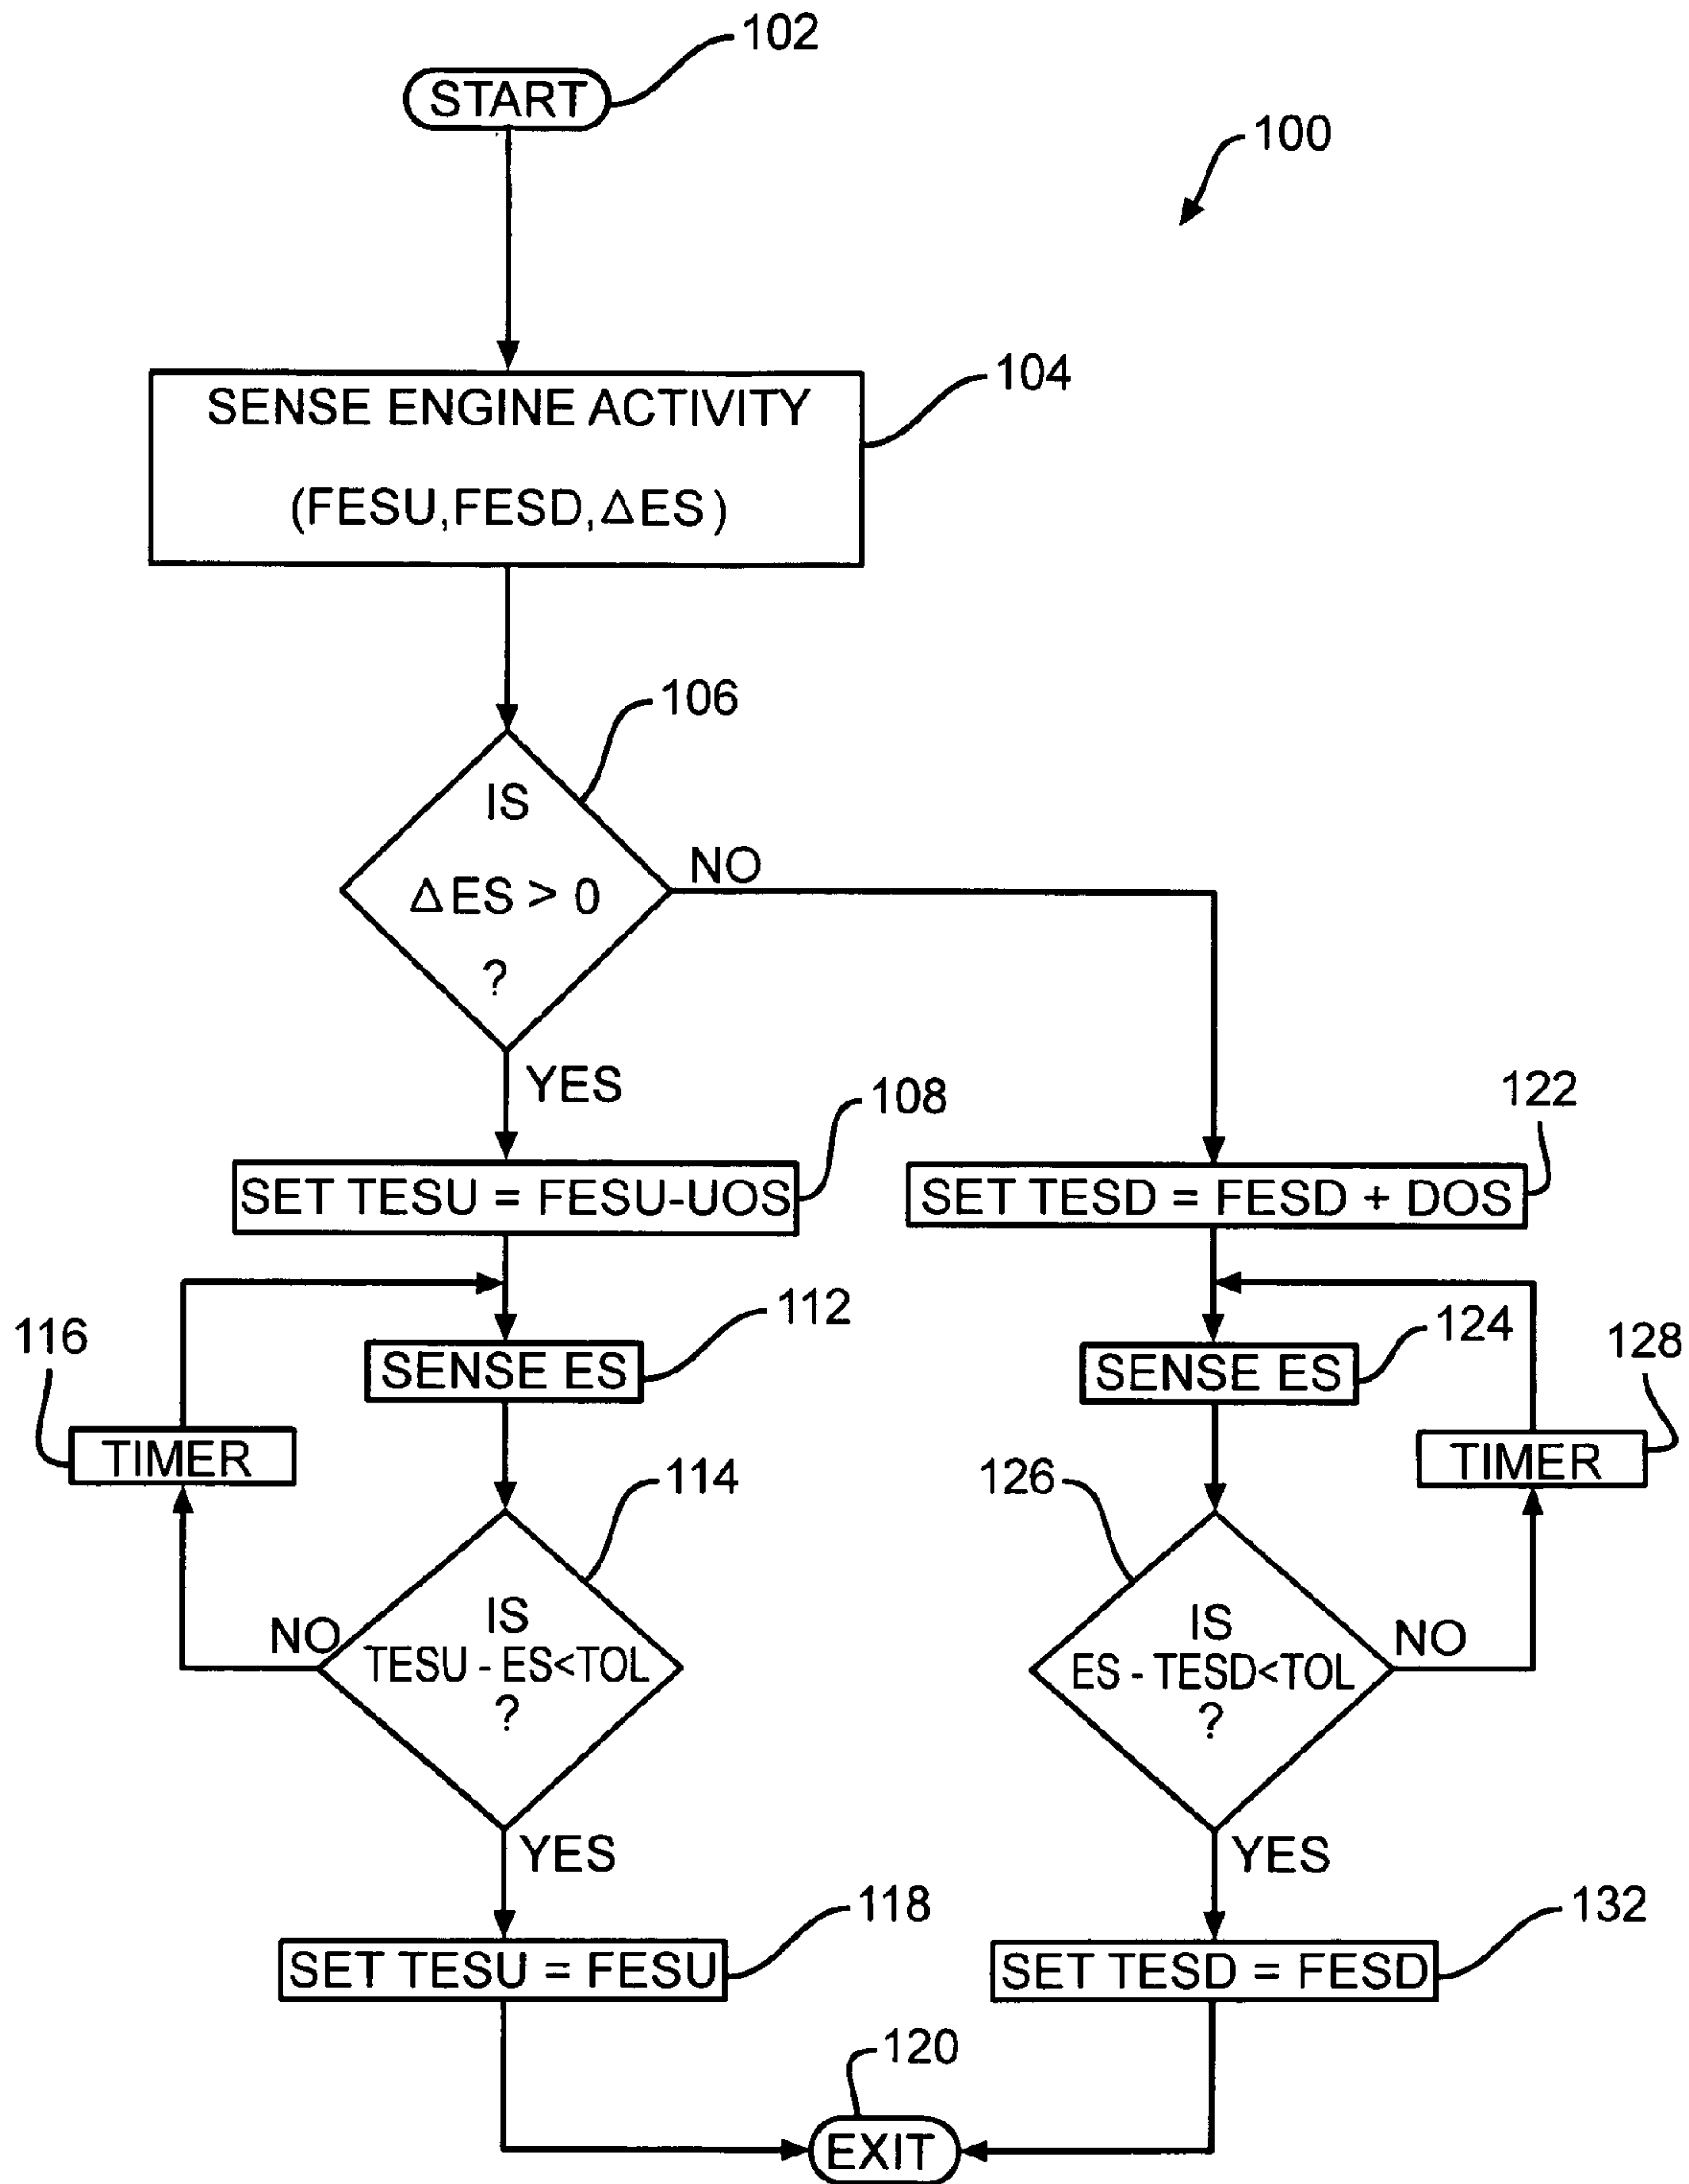 102
START
100
104
SENSE ENGINE ACTIVITY
(FESU,FESD,ΔES)
106
IS
ΔES > 0
?
NO
YES
108
122
SET TESU = FESU-UOS
SET TESD = FESD + DOS
112
116
124
128
SENSE ES
SENSE ES
TIMER
TIMER
114
126
IS
TESU - ES<TOL
?
NO
IS
ES - TESD<TOL
?
NO
YES
YES
118
132
SET TESU = FESU
SET TESD = FESD
120
EXIT